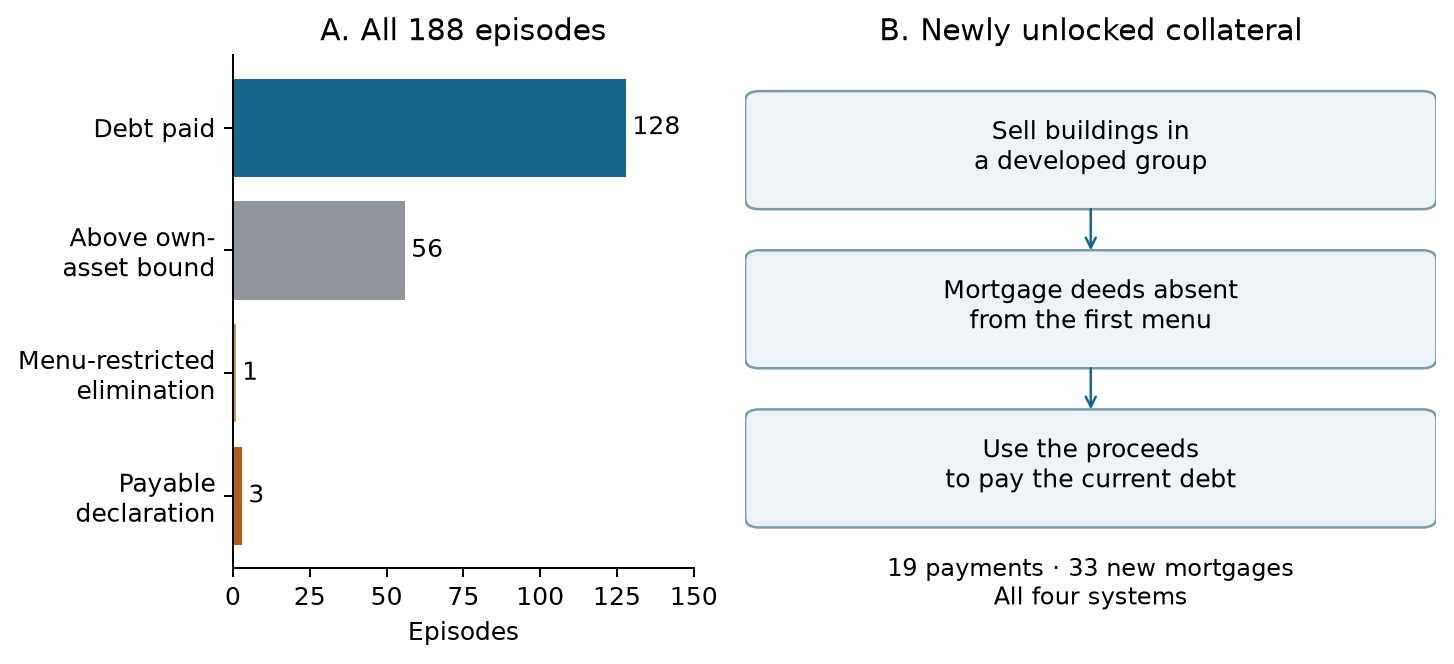 A. All 188 episodes
Debt paid
128
Above own-
asset bound
56
Menu-restricted
elimination
1
Payable
declaration
3
0 25 50 75 100 125 150
Episodes
B. Newly unlocked collateral
Sell buildings in
a developed group
Mortgage deeds absent
from the first menu
Use the proceeds
to pay the current debt
19 payments · 33 new mortgages
All four systems